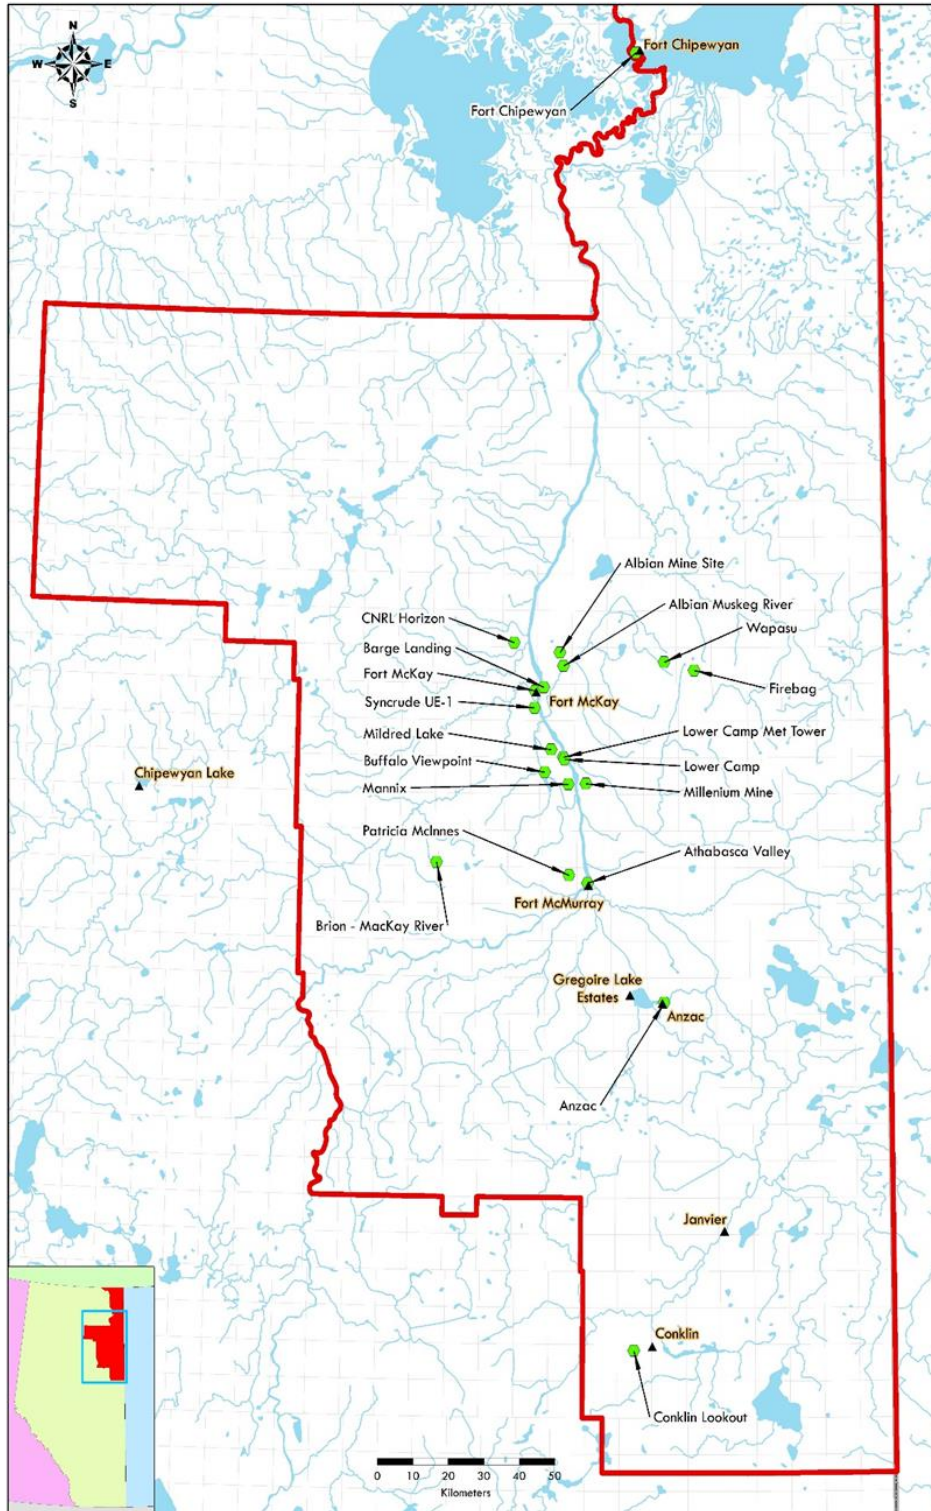 N
W E
S
Fort Chipewyan
Fort Chipewyan
Albian Mine Site
Albian Muskeg River
CNRL Horizon
Wapasu
Barge Landing
Fort McKay
Firebag
Syncrude UE-1
Fort McKay
Mildred Lake
Lower Camp Met Tower
Buffalo Viewpoint
Lower Camp
Chipewyan Lake
Mannix
Millenium Mine
Patricia McInnes
Athabasca Valley
Fort McMurray
Brion - MacKay River
Gregoire Lake
Estates
Anzac
Anzac
Janvier
Conklin
Conklin Lookout
0 10 20 30 40 50
Kilometers